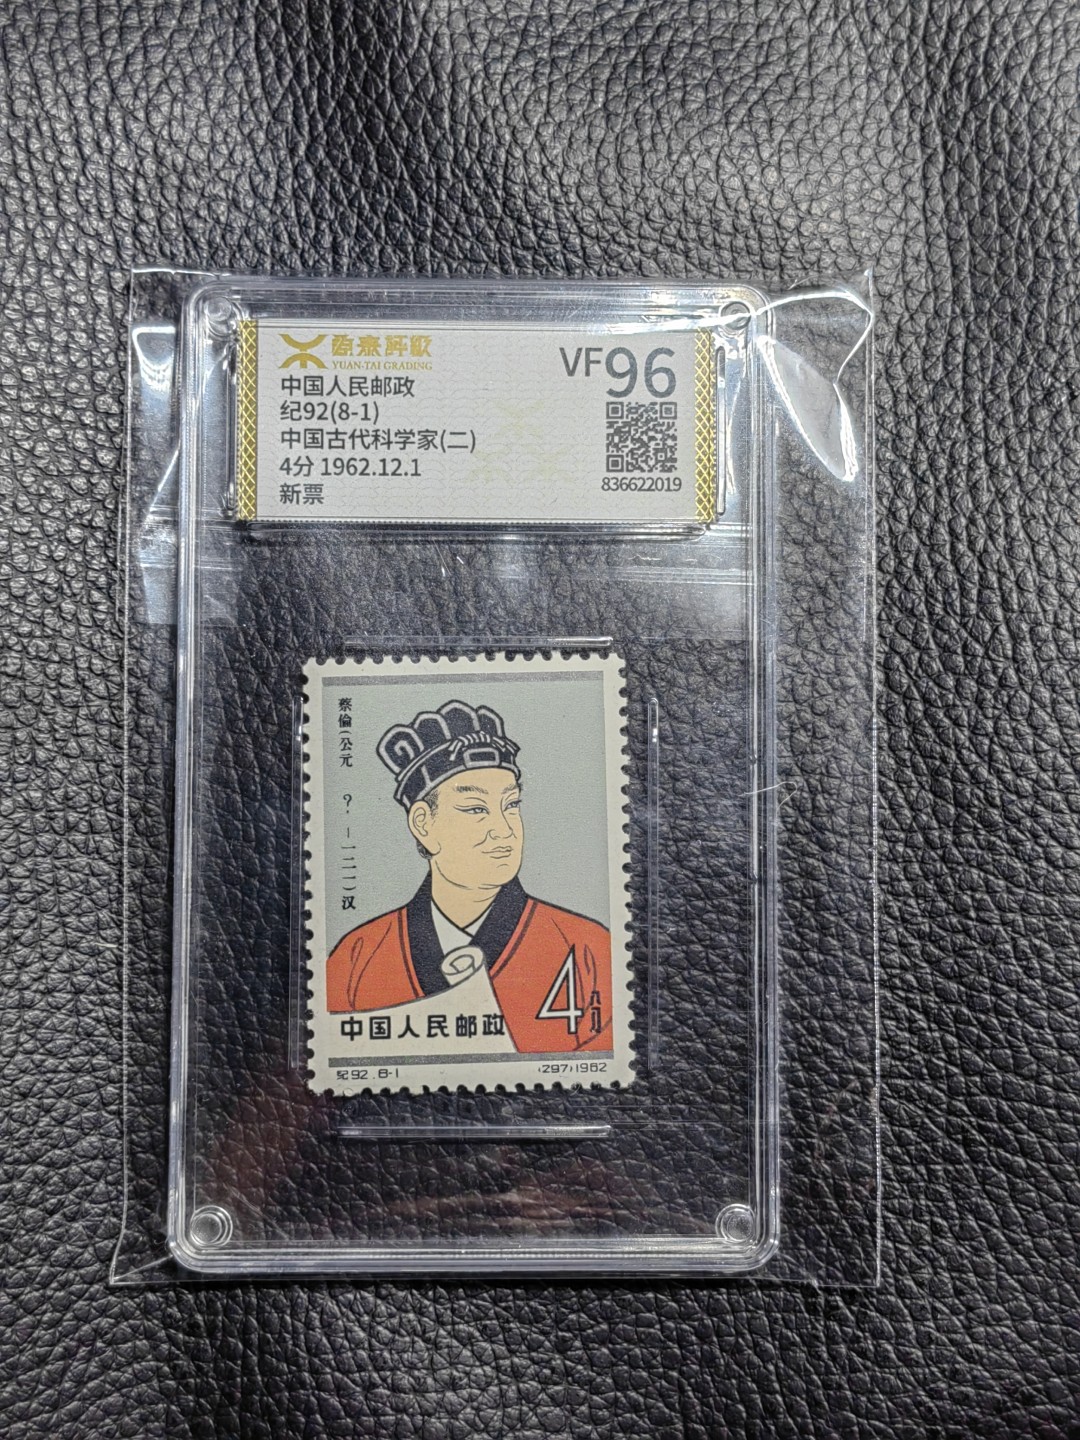 源泰評級
YUAN-TAI GRADING
VF96
中国人民邮政
纪92(8-1)
中国古代科学家(二)
4分 1962.12.1
新票
836622019
蔡倫(公元 ?—一二一)汉
中国人民邮政
4分
纪92.8-1
(297)1962